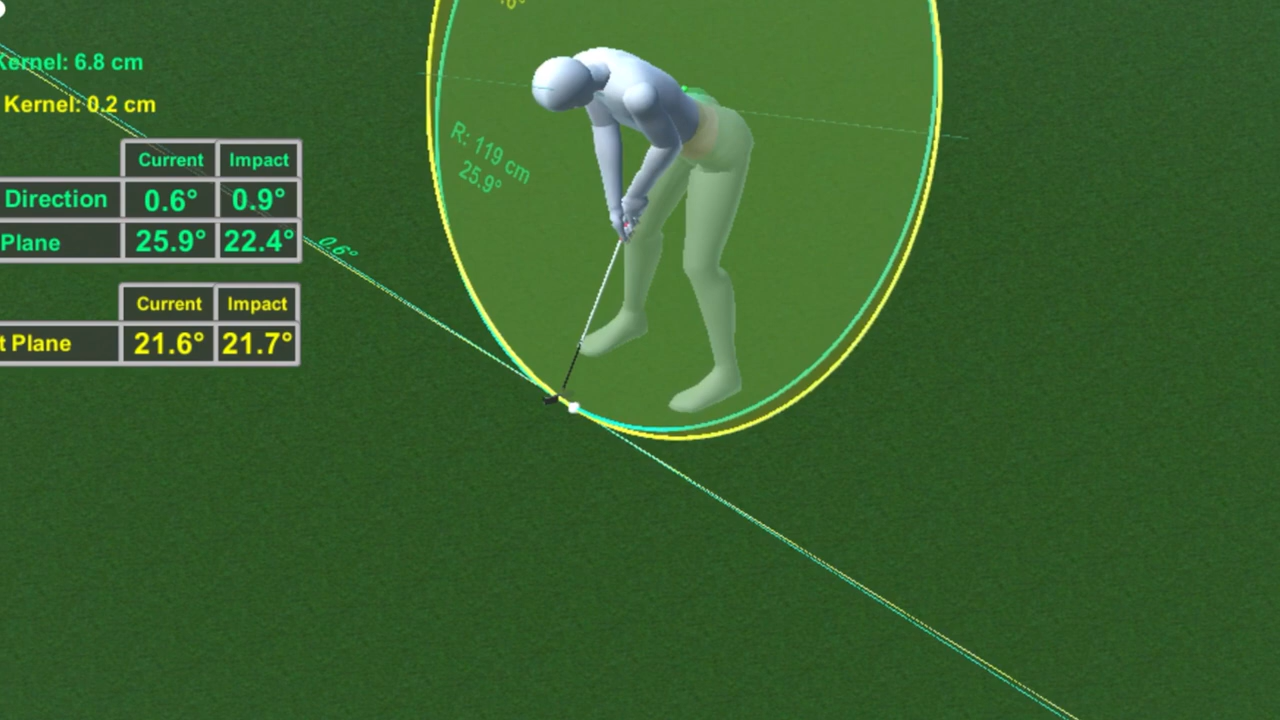 Kernel: 6.8 cm
Kernel: 0.2 cm
Current Impact
Direction 0.6° 0.9°
Plane 25.9° 22.4°
Current Impact
t Plane 21.6° 21.7°
0.6°
R: 119 cm
25.9°